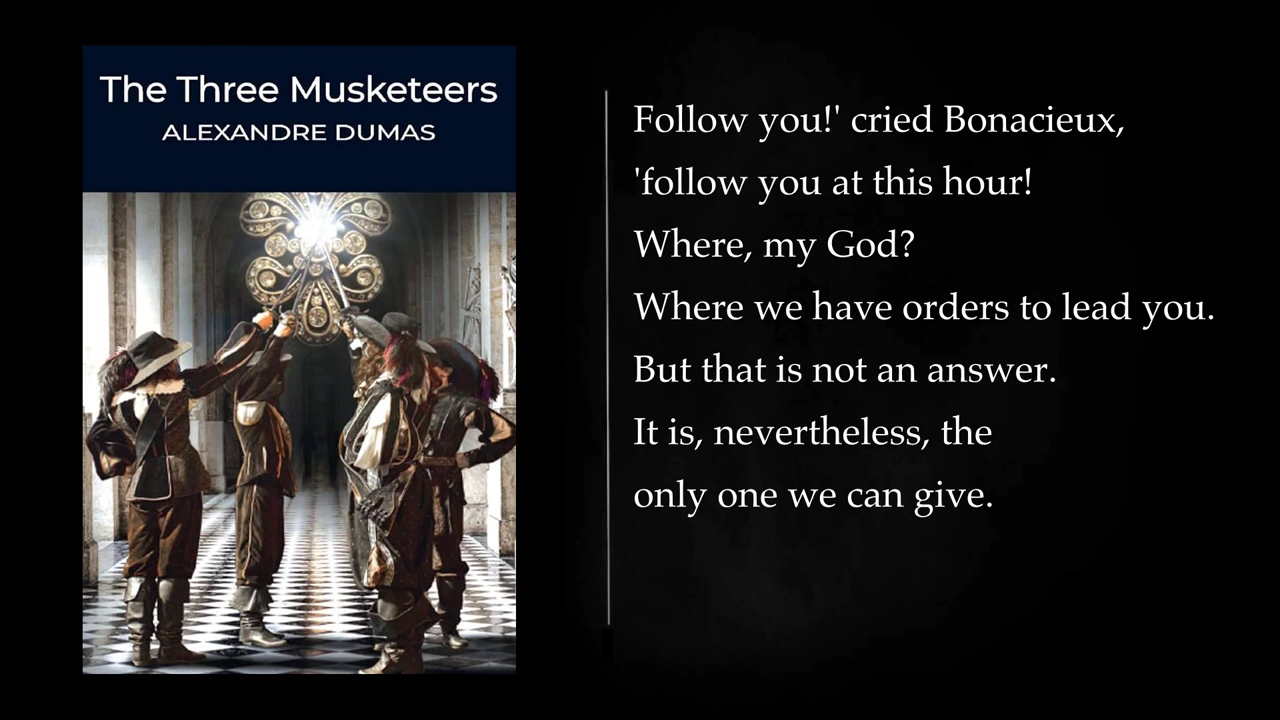 The Three Musketeers
ALEXANDRE DUMAS
Follow you!' cried Bonacieux,
'follow you at this hour!
Where, my God?
Where we have orders to lead you.
But that is not an answer.
It is, nevertheless, the
only one we can give.